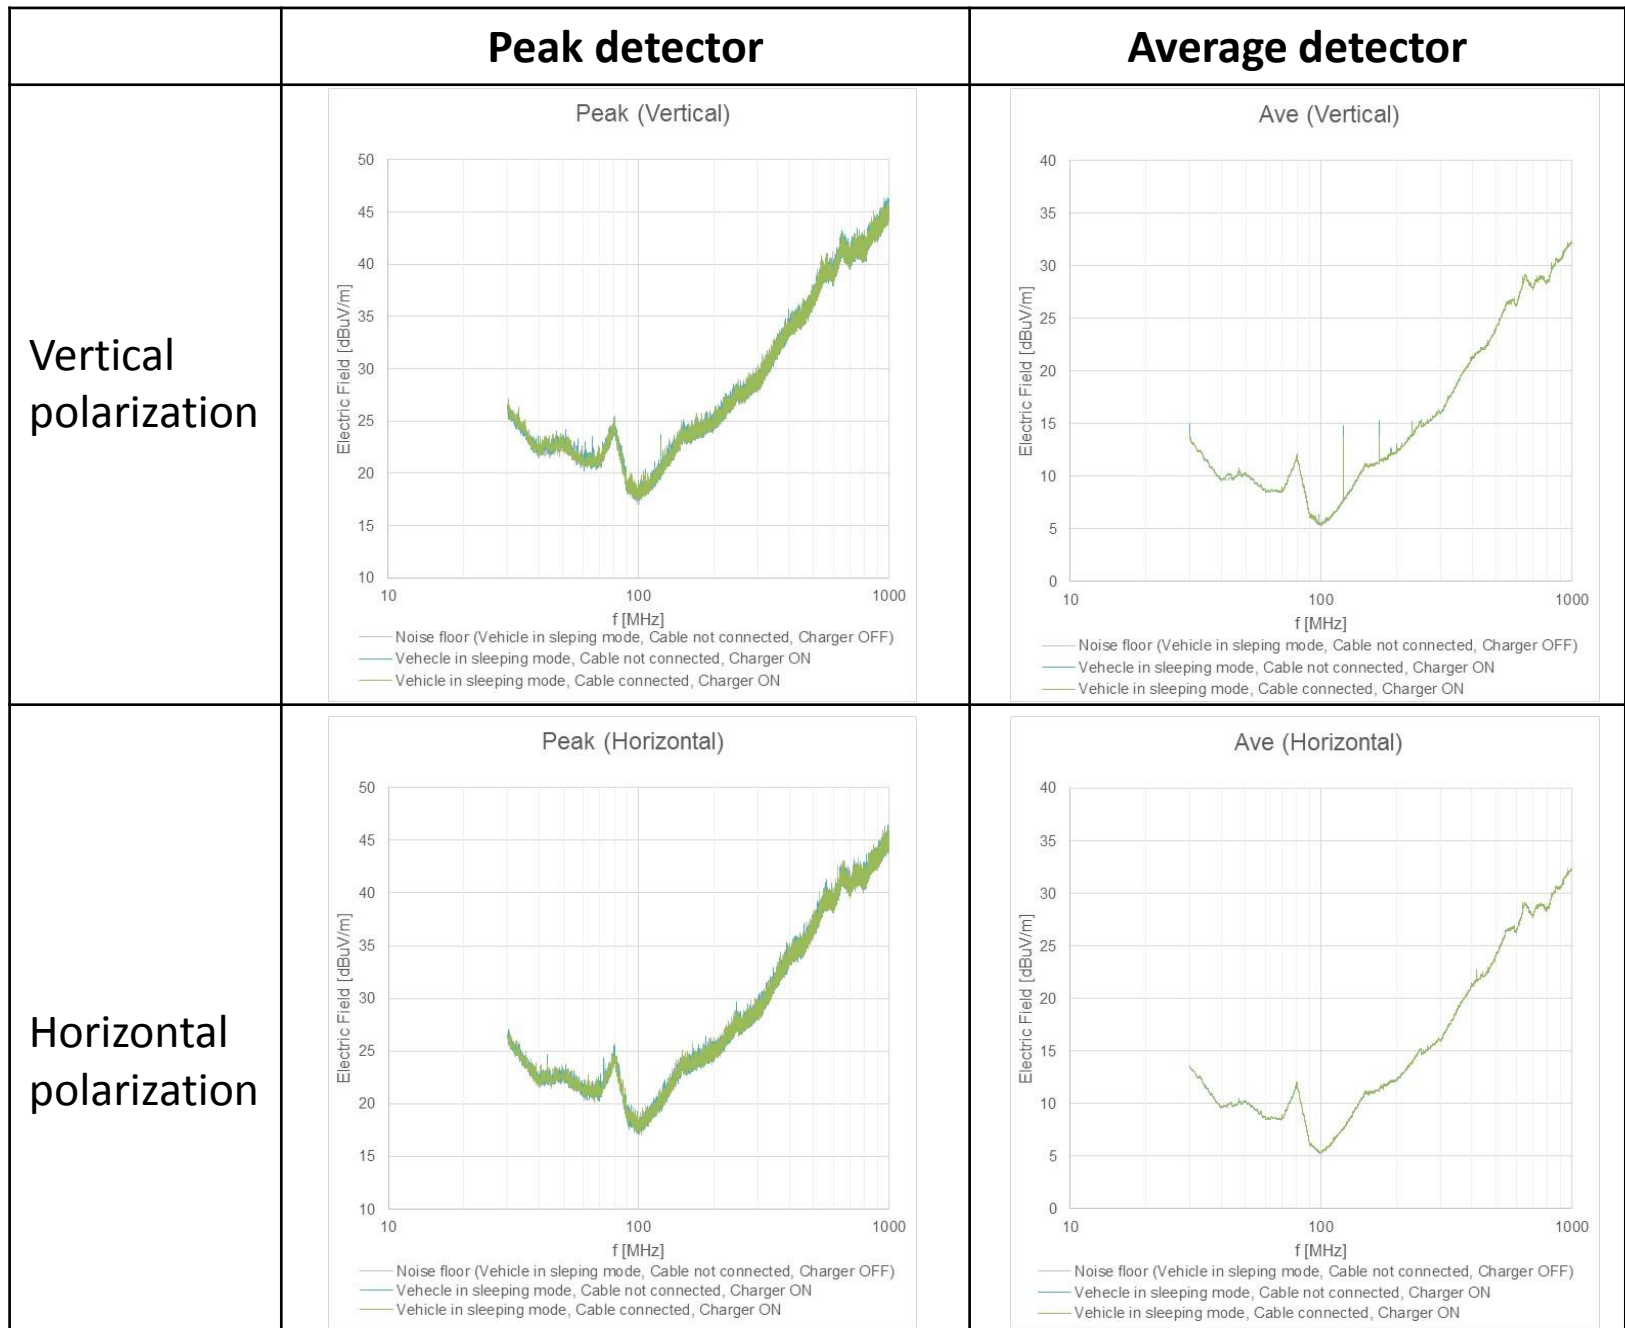 Peak detector
Average detector
Vertical
polarization
Peak (Vertical)
50
45
40
35
30
25
20
15
10
Electric Field [dBuV/m]
10
100
1000
f [MHz]
Noise floor (Vehicle in sleping mode, Cable not connected, Charger OFF)
Vehecle in sleeping mode, Cable not connected, Charger ON
Vehicle in sleeping mode, Cable connected, Charger ON
Ave (Vertical)
40
35
30
25
20
15
10
5
0
Electric Field [dBuV/m]
10
100
1000
f [MHz]
Noise floor (Vehicle in sleping mode, Cable not connected, Charger OFF)
Vehecle in sleeping mode, Cable not connected, Charger ON
Vehicle in sleeping mode, Cable connected, Charger ON
Horizontal
polarization
Peak (Horizontal)
50
45
40
35
30
25
20
15
10
Electric Field [dBuV/m]
10
100
1000
f [MHz]
Noise floor (Vehicle in sleping mode, Cable not connected, Charger OFF)
Vehecle in sleeping mode, Cable not connected, Charger ON
Vehicle in sleeping mode, Cable connected, Charger ON
Ave (Horizontal)
40
35
30
25
20
15
10
5
0
Electric Field [dBuV/m]
10
100
1000
f [MHz]
Noise floor (Vehicle in sleping mode, Cable not connected, Charger OFF)
Vehecle in sleeping mode, Cable not connected, Charger ON
Vehicle in sleeping mode, Cable connected, Charger ON